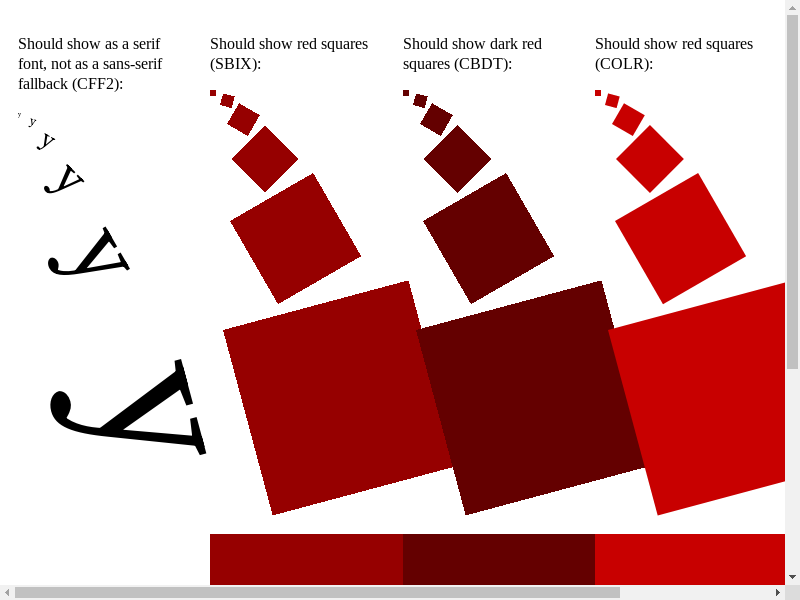 Should show as a serif
font, not as a sans-serif
fallback (CFF2):
y
y
y
y
y
y
Should show red squares
(SBIX):
Should show dark red
squares (CBDT):
Should show red squares
(COLR):